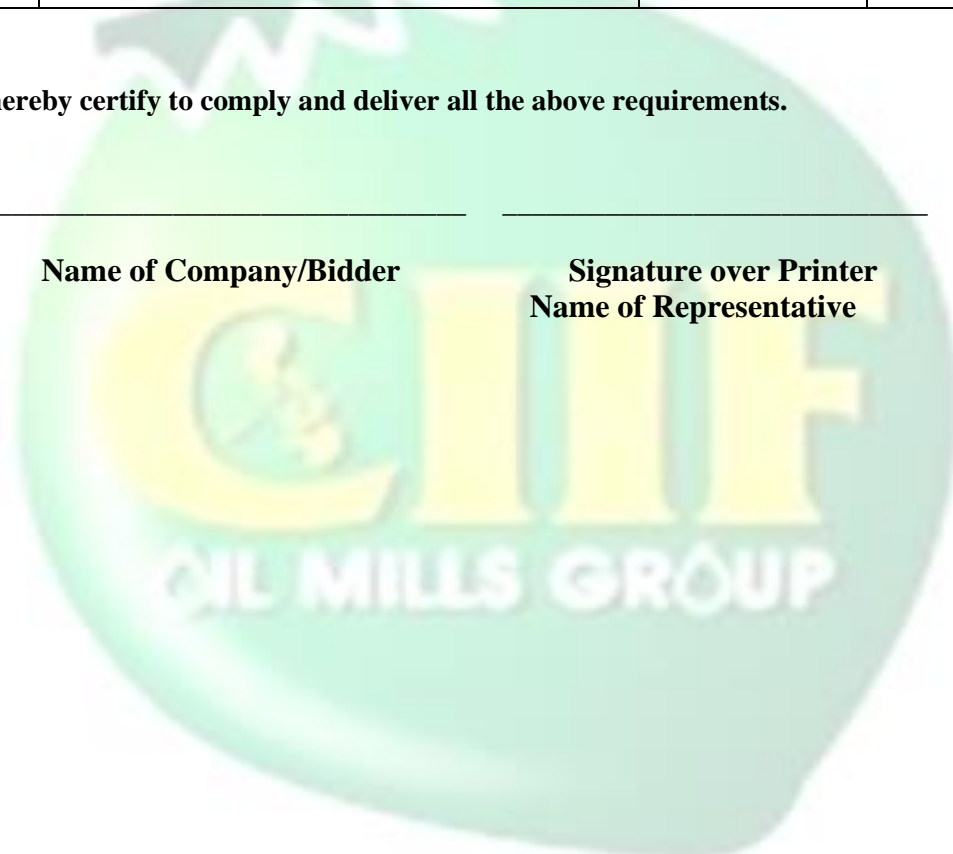 hereby certify to comply and deliver all the above requirements.
Name of Company/Bidder
Signature over Printer
Name of Representative
CIIF
OIL MILLS GROUP